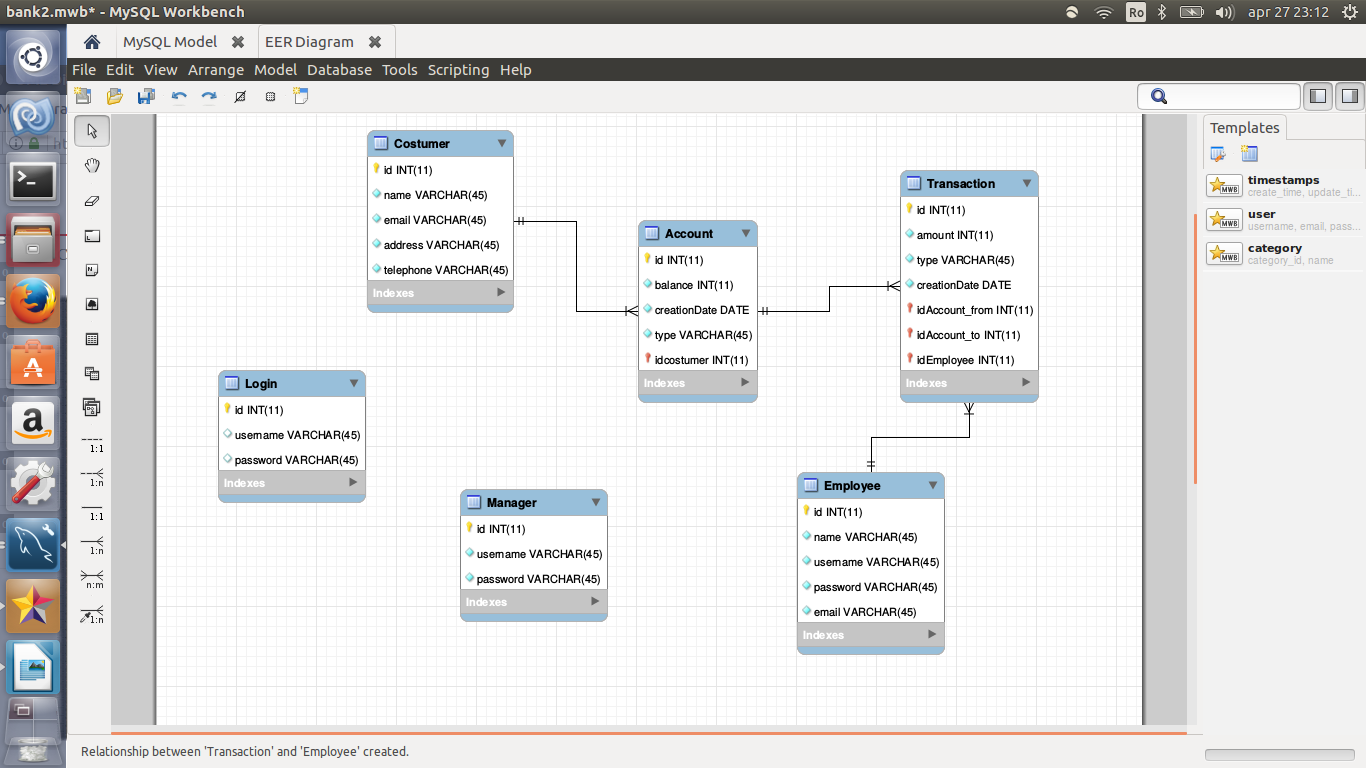 bank2.mwb* - MySQL Workbench
Ro
apr 27 23:12
MySQL Model
EER Diagram
File Edit View Arrange Model Database Tools Scripting Help
Costumer
id INT(11)
name VARCHAR(45)
email VARCHAR(45)
address VARCHAR(45)
telephone VARCHAR(45)
Indexes
Account
id INT(11)
balance INT(11)
creationDate DATE
type VARCHAR(45)
idcostumer INT(11)
Indexes
Transaction
id INT(11)
amount INT(11)
type VARCHAR(45)
creationDate DATE
idAccount_from INT(11)
idAccount_to INT(11)
idEmployee INT(11)
Indexes
Login
id INT(11)
username VARCHAR(45)
password VARCHAR(45)
Indexes
Manager
id INT(11)
username VARCHAR(45)
password VARCHAR(45)
Indexes
Employee
id INT(11)
name VARCHAR(45)
username VARCHAR(45)
password VARCHAR(45)
email VARCHAR(45)
Indexes
1:1
1:n
1:1
1:n
n:m
1:n
Templates
MWB
timestamps
create_time, update_ti...
MWB
user
username, email, pass...
MWB
category
category_id, name
Relationship between 'Transaction' and 'Employee' created.